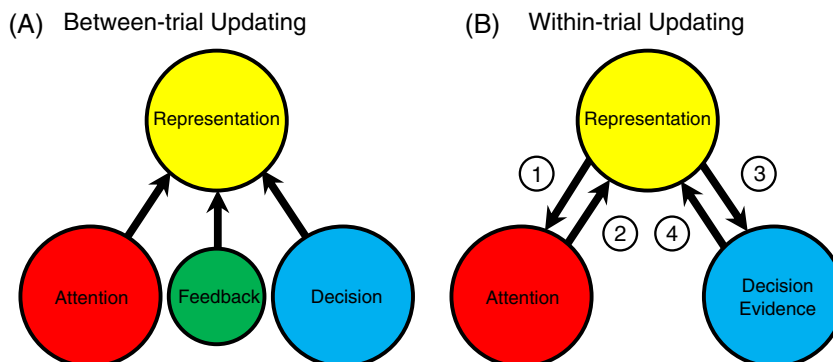 (A) Between-trial Updating
Representation
Attention
Feedback
Decision
(B) Within-trial Updating
Representation
1
3
2
4
Attention
Decision
Evidence